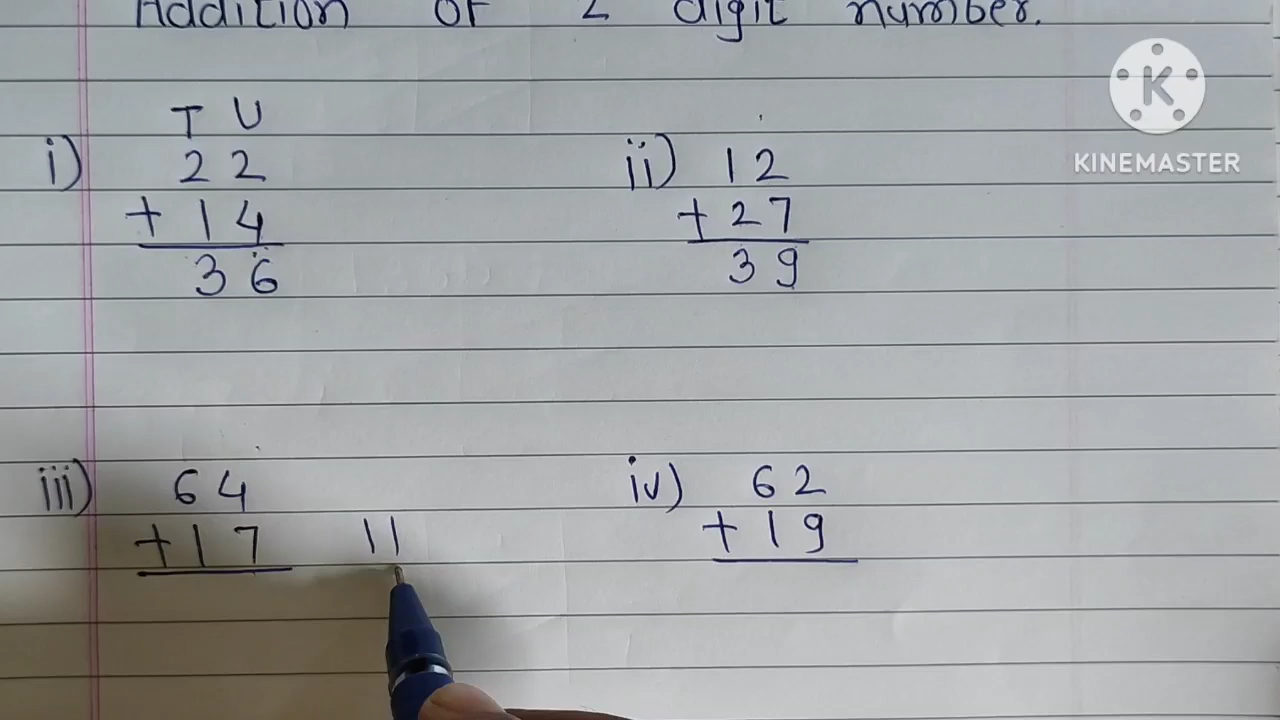 Addition of 2 digit number.
T U
i) 22
+ 14
36
ii) 12
+ 27
39
iii) 64
+ 17
11
iv) 62
+ 19
K
KINEMASTER